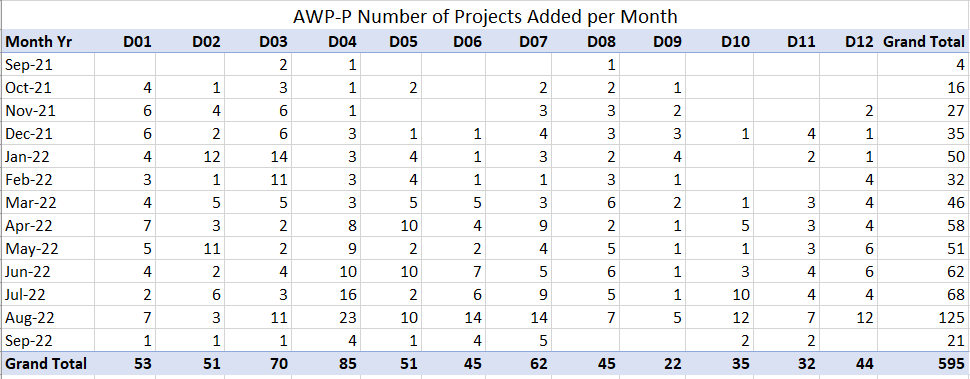 AWP-P Number of Projects Added per Month
Month Yr D01 D02 D03 D04 D05 D06 D07 D08 D09 D10 D11 D12 Grand Total
Sep-21 2 1 1 4
Oct-21 4 1 3 1 2 2 2 1 16
Nov-21 6 4 6 1 3 3 2 2 27
Dec-21 6 2 6 3 1 1 4 3 3 1 4 1 35
Jan-22 4 12 14 3 4 1 3 2 4 2 1 50
Feb-22 3 1 11 3 4 1 1 3 1 4 32
Mar-22 4 5 5 3 5 5 3 6 2 1 3 4 46
Apr-22 7 3 2 8 10 4 9 2 1 5 3 4 58
May-22 5 11 2 9 2 2 4 5 1 1 3 6 51
Jun-22 4 2 4 10 10 7 5 6 1 3 4 6 62
Jul-22 2 6 3 16 2 6 9 5 1 10 4 4 68
Aug-22 7 3 11 23 10 14 14 7 5 12 7 12 125
Sep-22 1 1 1 4 1 4 5 2 2 21
Grand Total 53 51 70 85 51 45 62 45 22 35 32 44 595